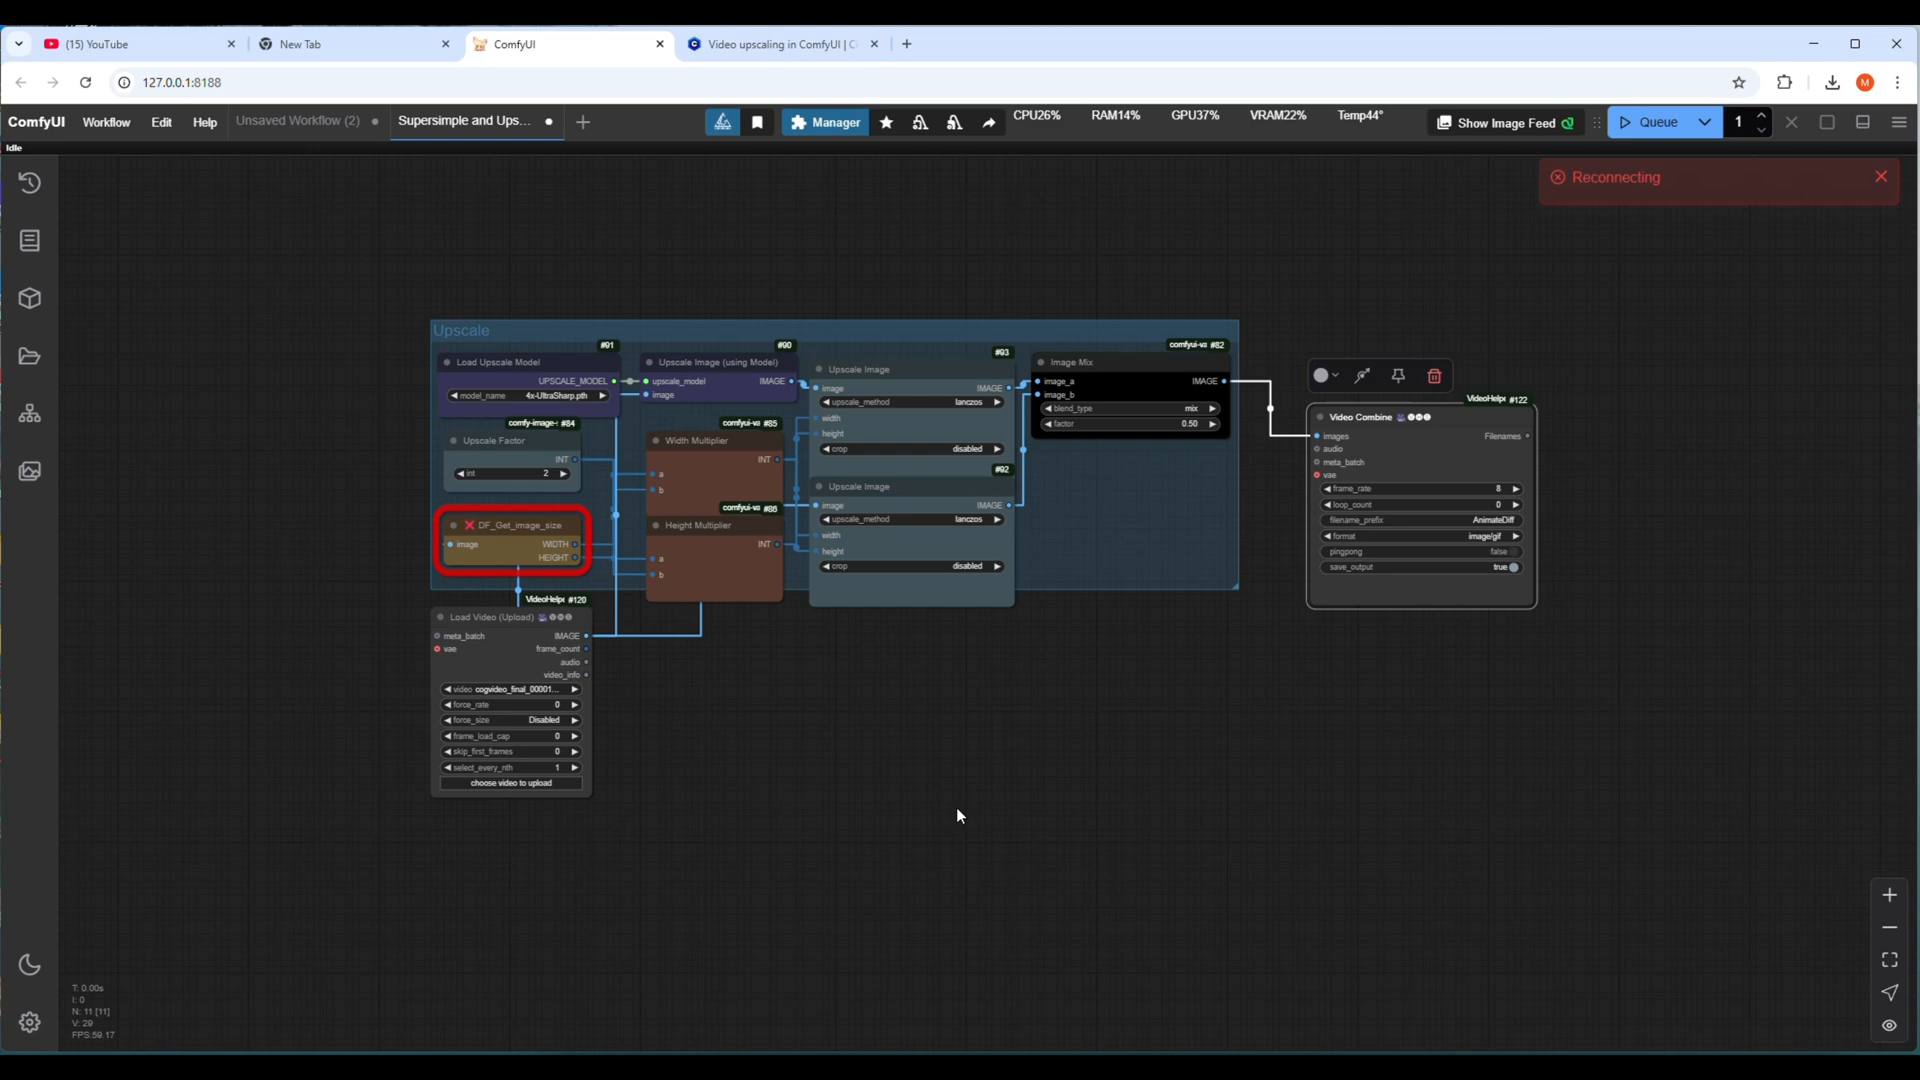 (15) YouTube
New Tab
ComfyUI
Video upscaling in ComfyUI | C
127.0.0.1:8188
ComfyUI
Workflow
Edit
Help
Unsaved Workflow (2)
Supersimple and Ups...
Manager
CPU26%
RAM14%
GPU37%
VRAM22%
Temp44°
Show Image Feed
Queue
1
M
Idle
Reconnecting
Upscale
#91
Load Upscale Model
UPSCALE_MODEL
model_name 4x-UltraSharp.pth
#90
Upscale Image (using Model)
upscale_model IMAGE
image
#93
Upscale Image
image IMAGE
upscale_method lanczos
width
height
crop disabled
comfyui-va #82
Image Mix
image_a IMAGE
image_b
blend_type mix
factor 0.50
comfy-image- #84
Upscale Factor
INT
int 2
comfyui-va #85
Width Multiplier
INT
a
b
#92
Upscale Image
image IMAGE
upscale_method lanczos
width
height
crop disabled
DF_Get_image_size
image WIDTH
HEIGHT
comfyui-va #86
Height Multiplier
INT
a
b
VideoHelpe #120
Load Video (Upload)
meta_batch IMAGE
vae frame_count
audio
video_info
video cogvideo_final_00001...
force_rate 0
force_size Disabled
frame_load_cap 0
skip_first_frames 0
select_every_nth 1
choose video to upload
VideoHelpe #122
Video Combine
images Filenames
audio
meta_batch
vae
frame_rate 8
loop_count 0
filename_prefix AnimateDiff
format image/gif
pingpong false
save_output true
T: 0.00s
I: 0
N: 11 [11]
V: 29
FPS:59.17